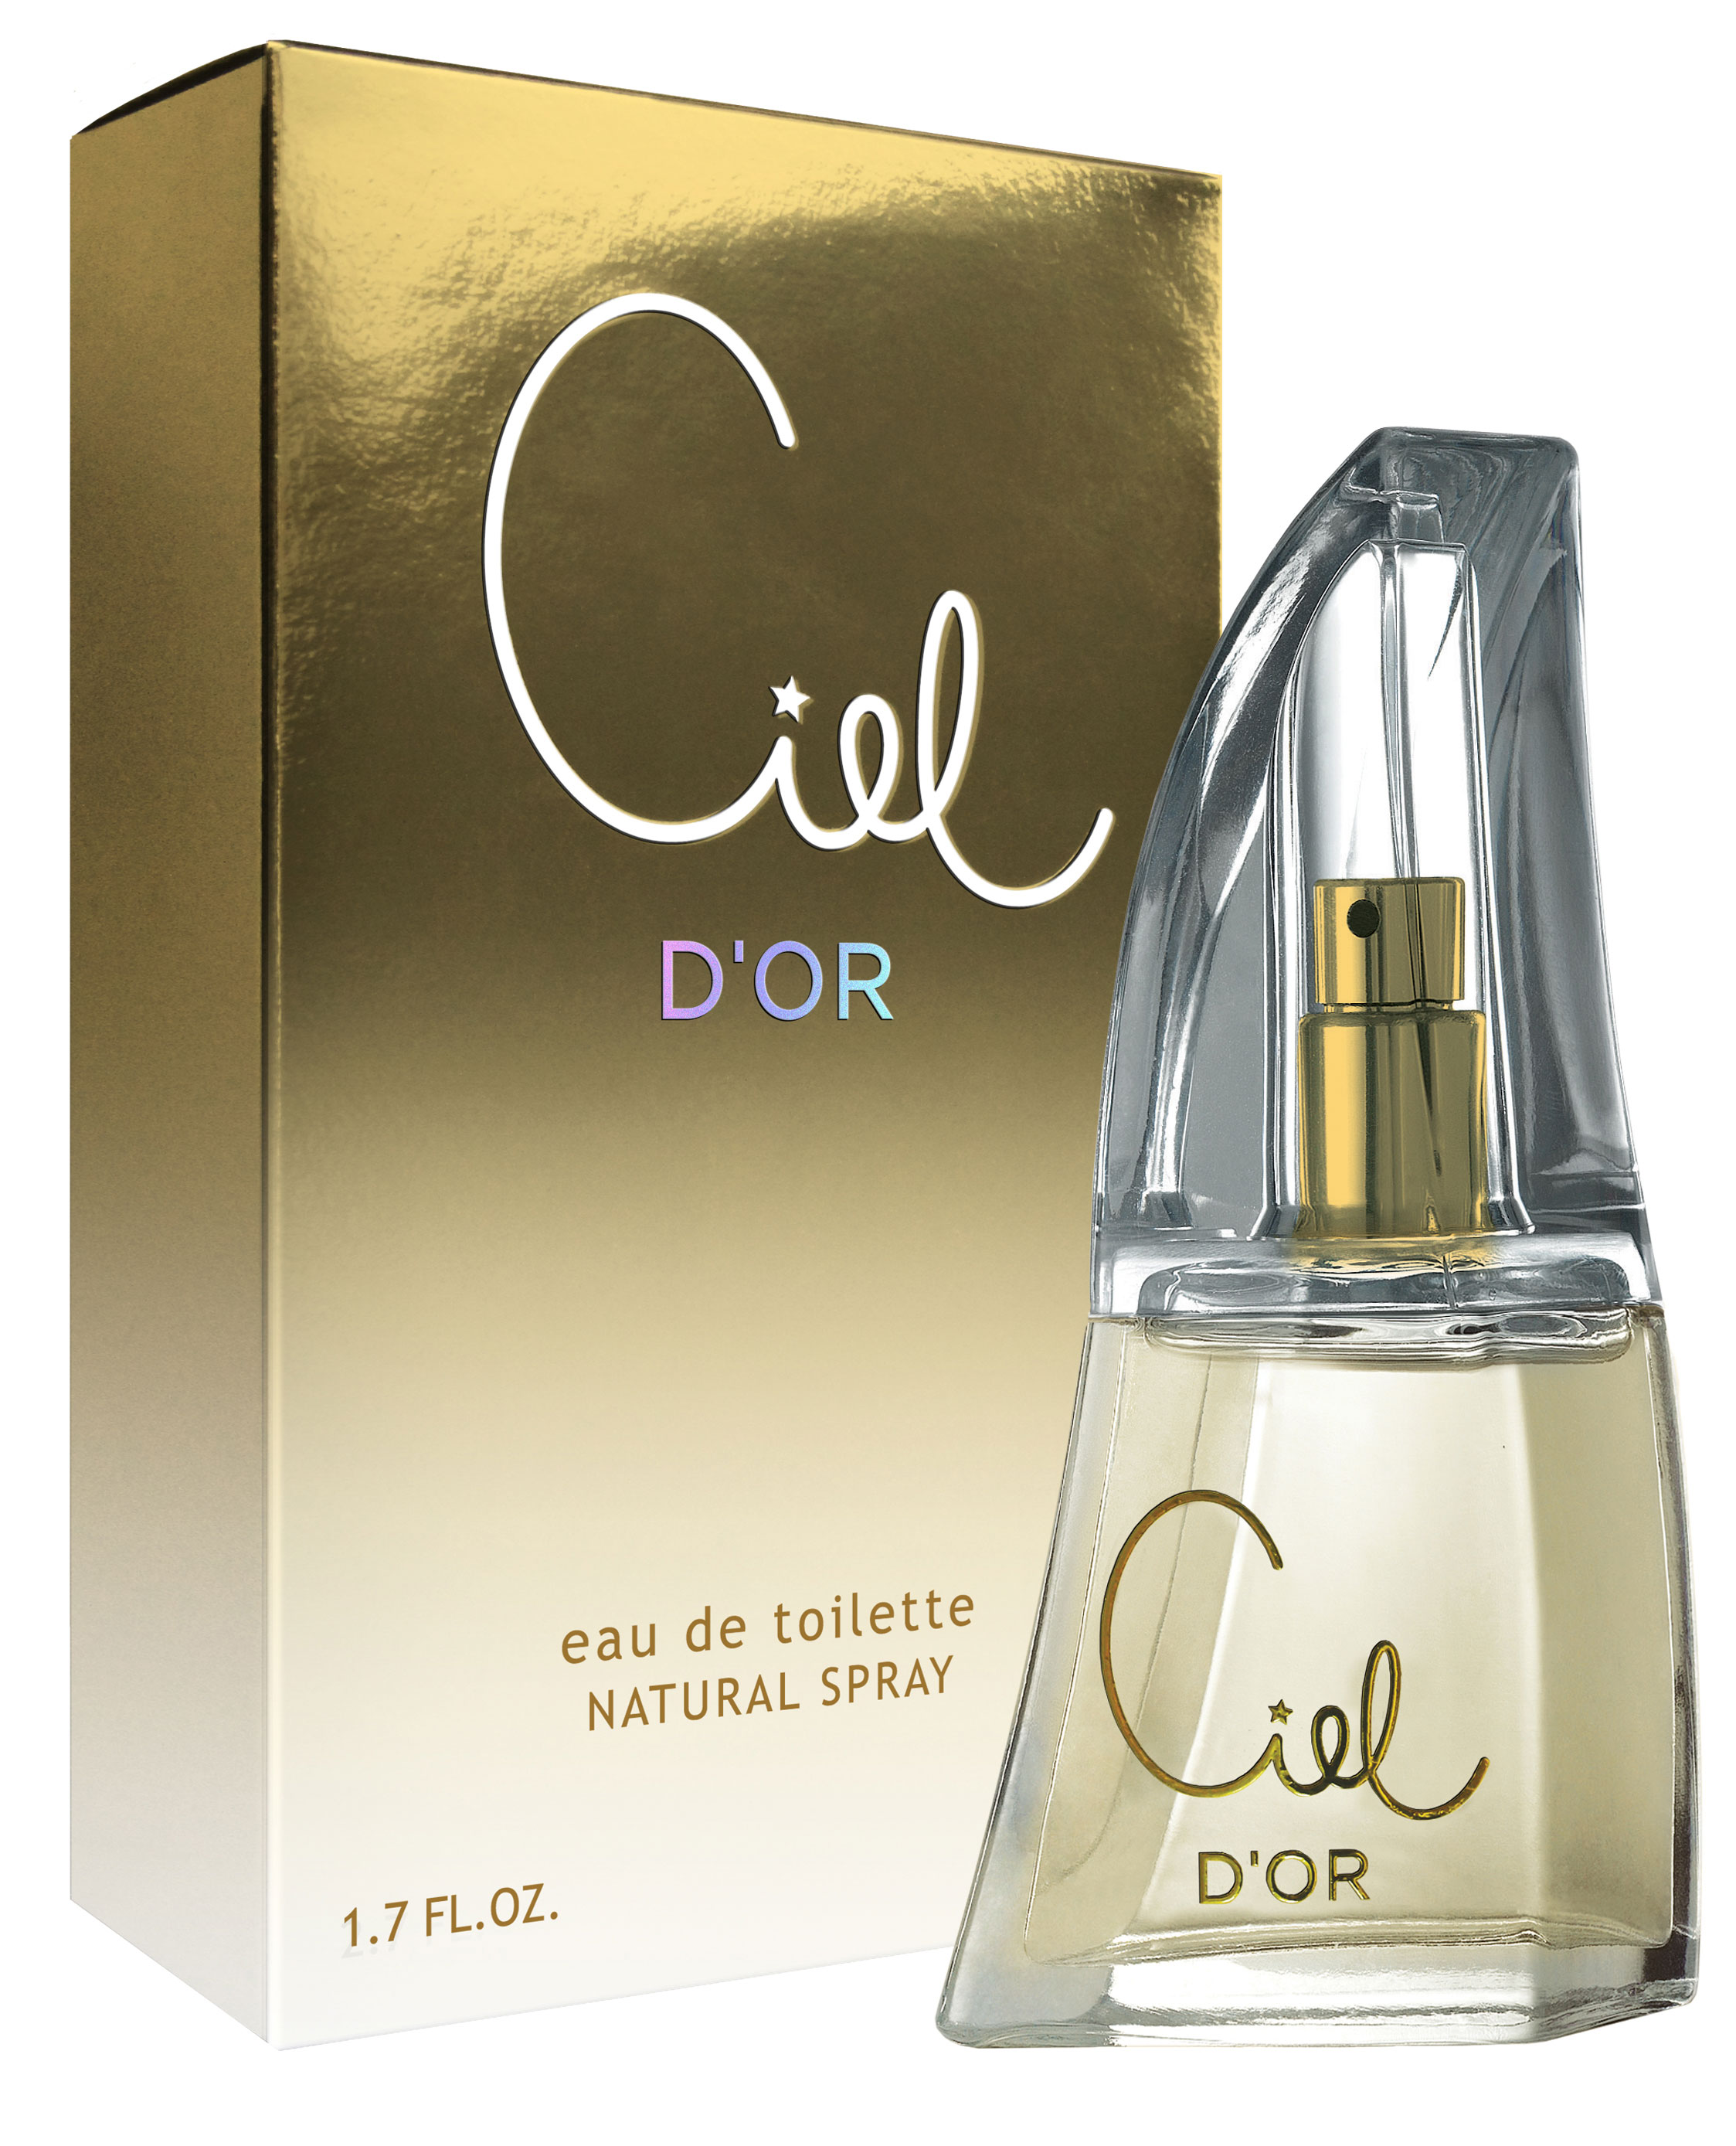 Ciel
D'OR
eau de toilette
NATURAL SPRAY
1.7 FL.OZ.
Ciel
D'OR